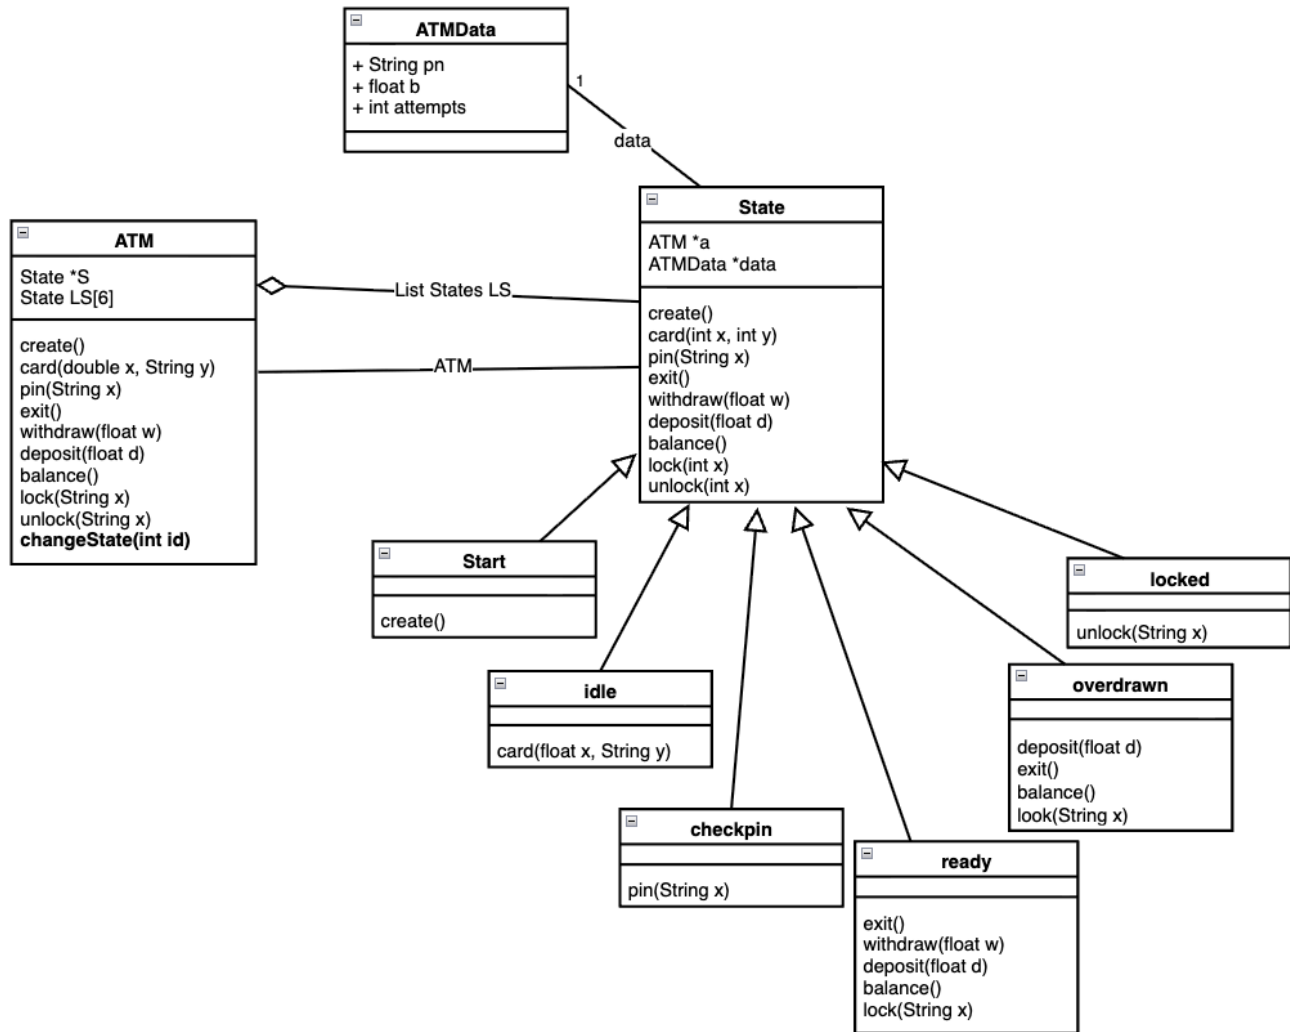 ATMData
+ String pn
+ float b
+ int attempts
1
data
State
ATM *a
ATMData *data
create()
card(int x, int y)
pin(String x)
exit()
withdraw(float w)
deposit(float d)
balance()
lock(int x)
unlock(int x)
ATM
State *S
State LS[6]
create()
card(double x, String y)
pin(String x)
exit()
withdraw(float w)
deposit(float d)
balance()
lock(String x)
unlock(String x)
changeState(int id)
List States LS
ATM
Start
create()
idle
card(float x, String y)
checkpin
pin(String x)
ready
exit()
withdraw(float w)
deposit(float d)
balance()
lock(String x)
overdrawn
deposit(float d)
exit()
balance()
look(String x)
locked
unlock(String x)